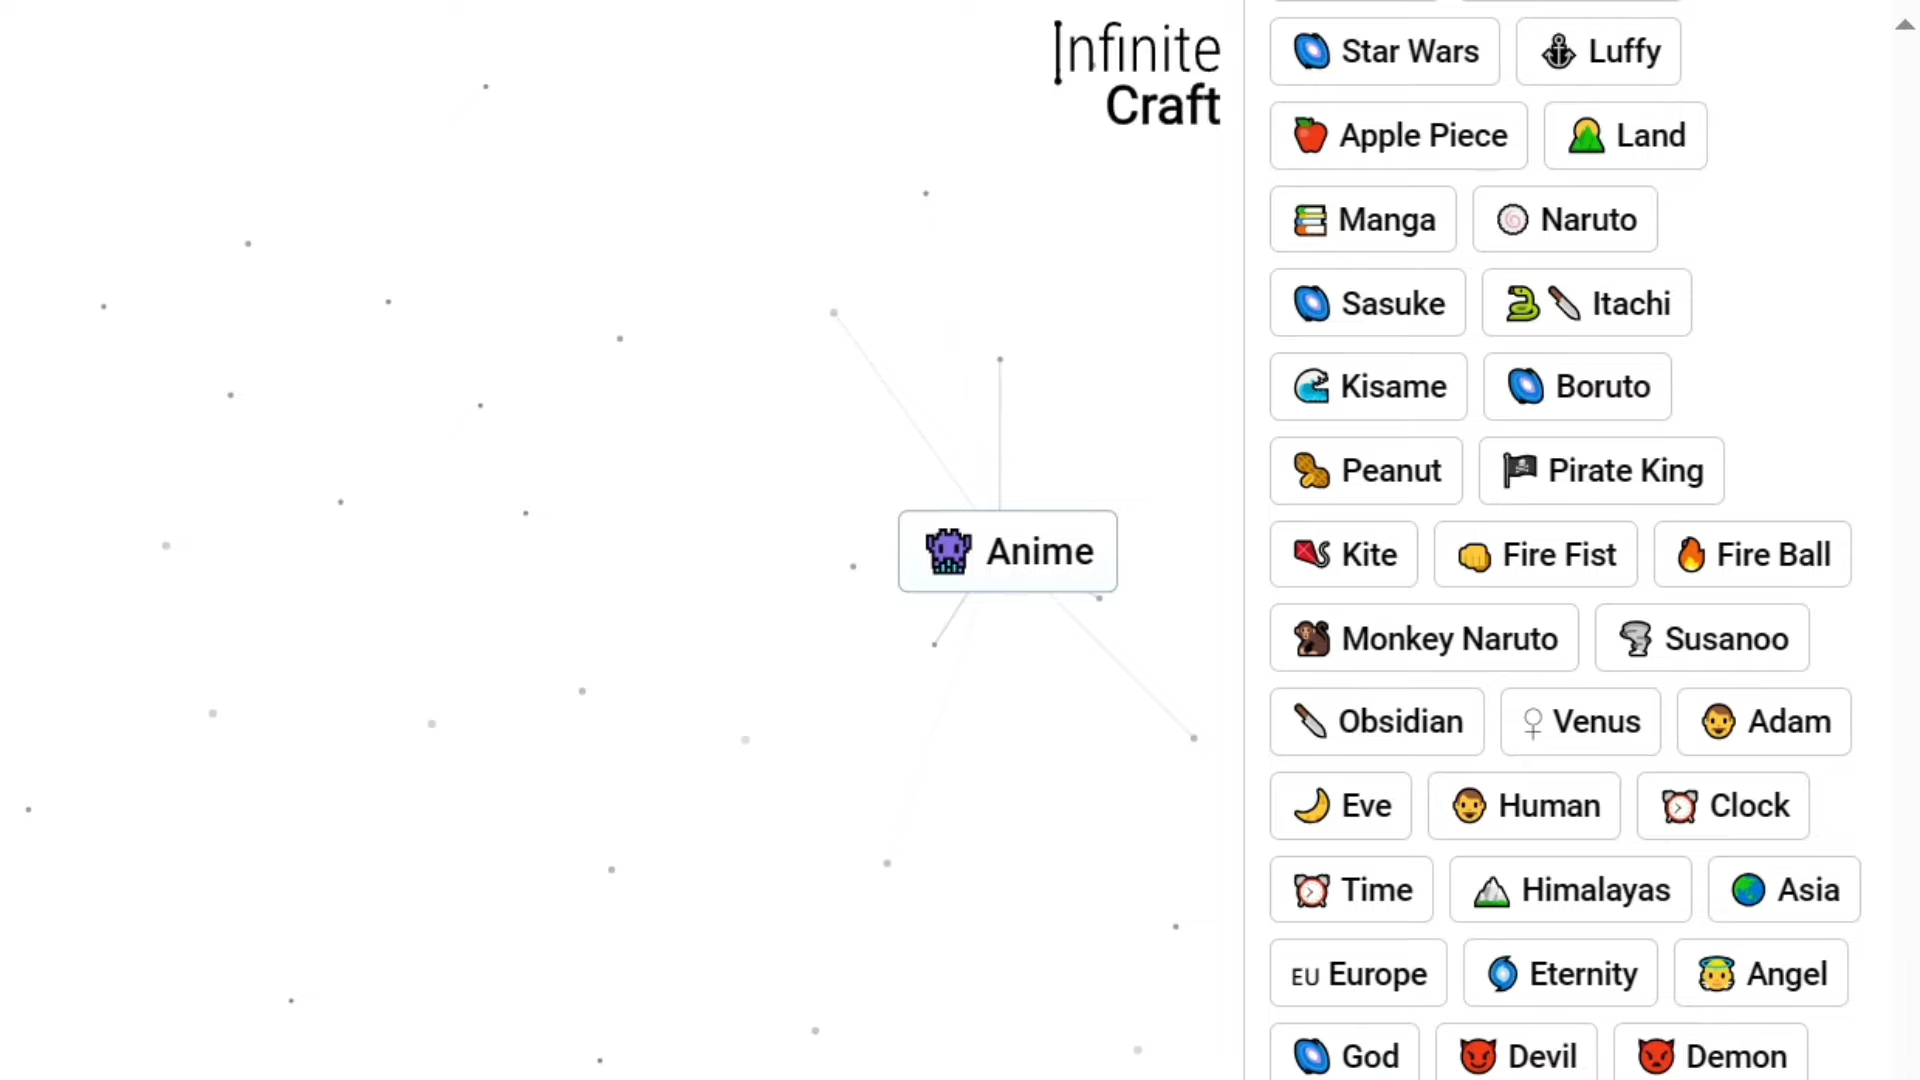 Infinite
Craft
Star Wars Luffy
Apple Piece Land
Manga Naruto
Sasuke Itachi
Kisame Boruto
Peanut Pirate King
Kite Fire Fist Fire Ball
Anime
Monkey Naruto Susanoo
Obsidian Venus Adam
Eve Human Clock
Time Himalayas Asia
EU Europe Eternity Angel
God Devil Demon